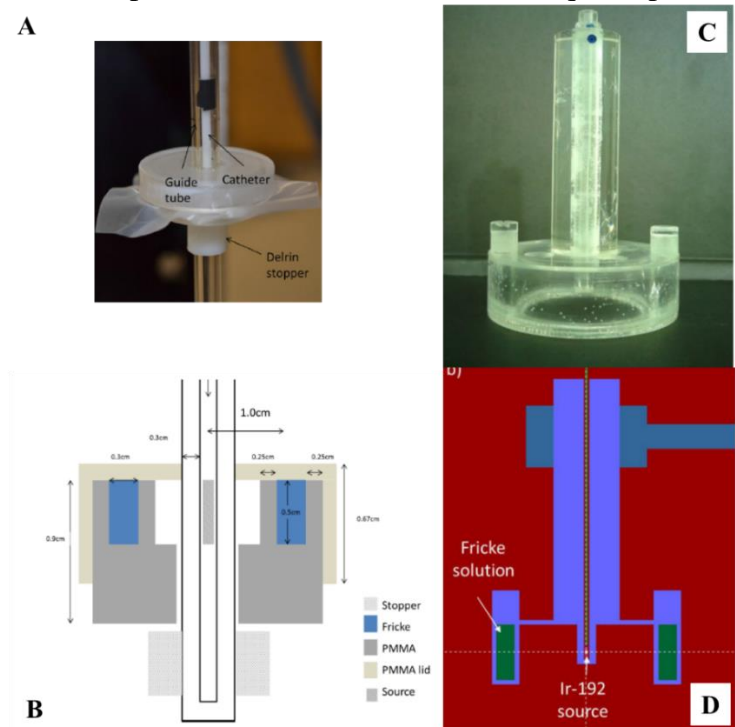 A
C
Guide tube
Catheter
Delrin stopper
1.0cm
0.3cm
0.3cm
0.25cm
0.25cm
0.5cm
0.67cm
0.9cm
Stopper
Fricke
PMMA
PMMA lid
Source
B
b)
Fricke
solution
Ir-192
source
D